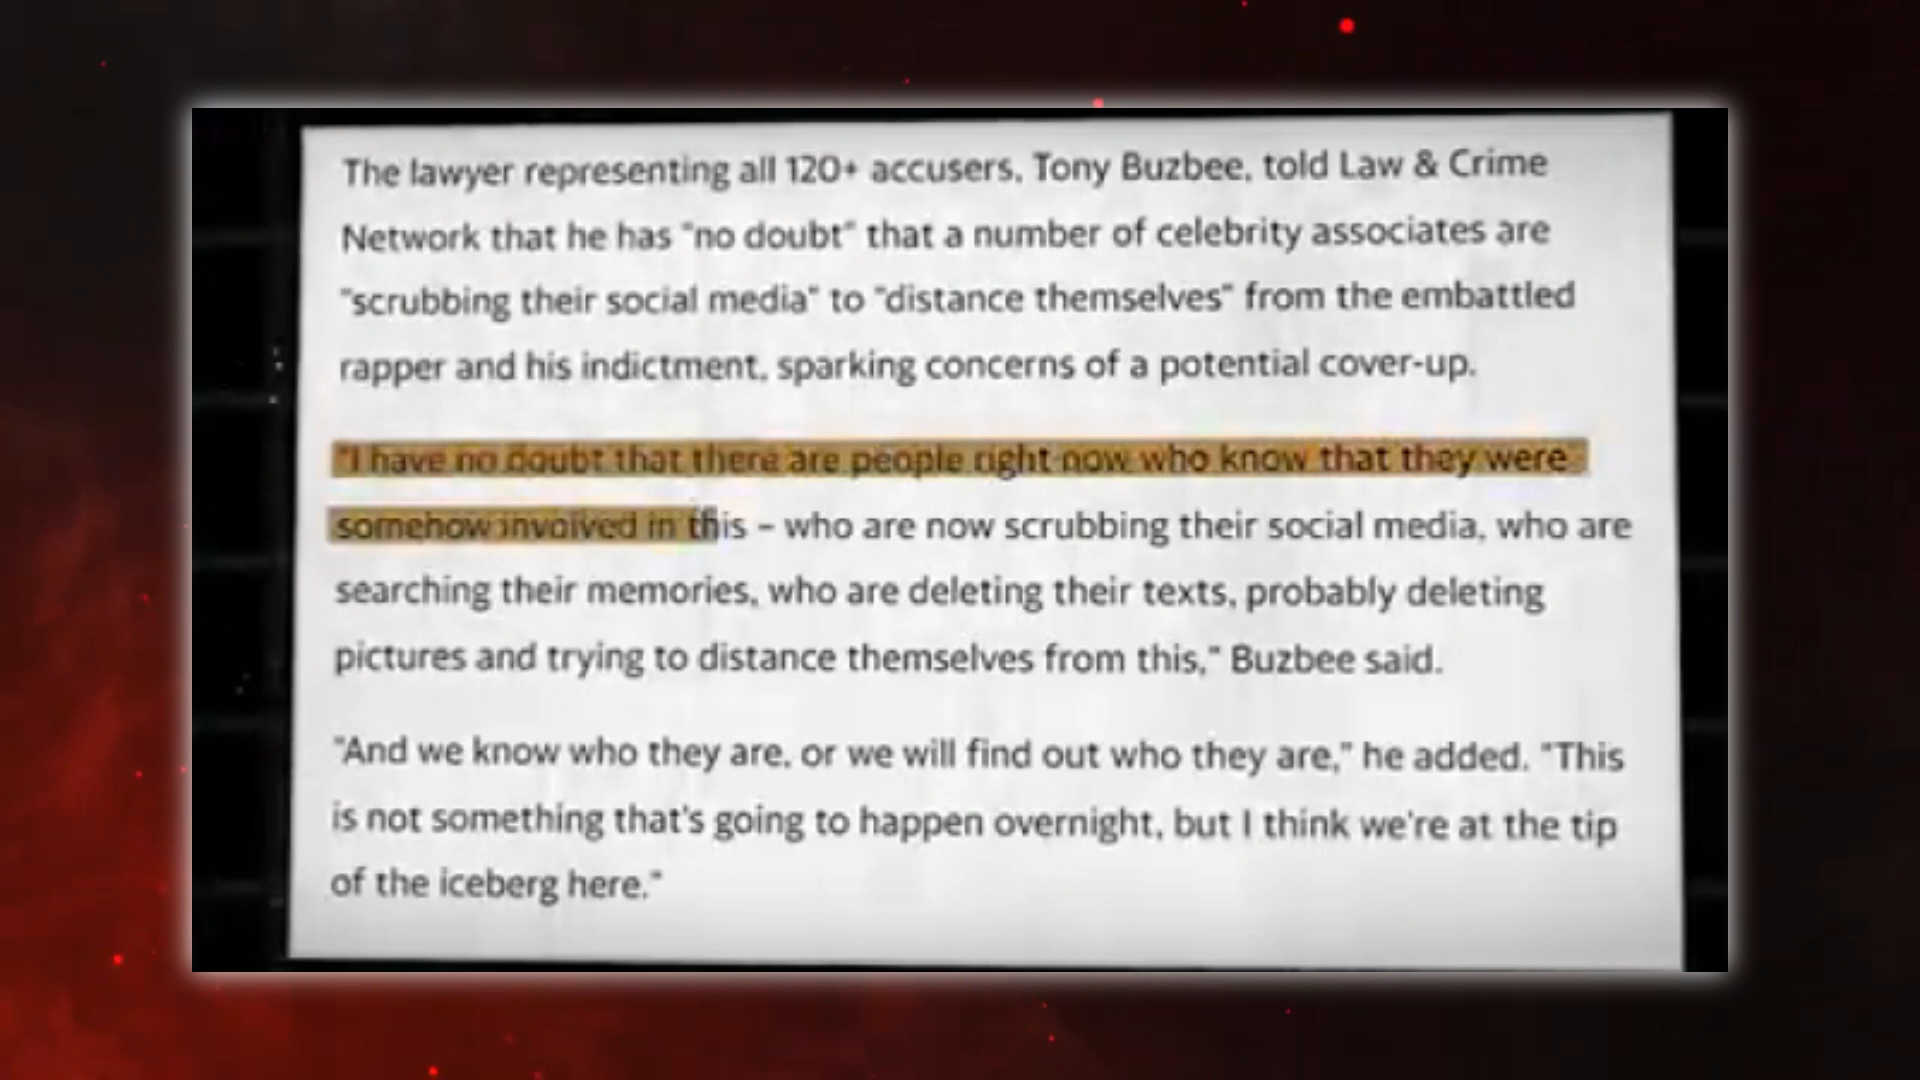 The lawyer representing all 120+ accusers, Tony Buzbee, told Law & Crime
Network that he has "no doubt" that a number of celebrity associates are
"scrubbing their social media" to "distance themselves" from the embattled
rapper and his indictment, sparking concerns of a potential cover-up.
"I have no doubt that there are people right now who know that they were
somehow involved in this – who are now scrubbing their social media, who are
searching their memories, who are deleting their texts, probably deleting
pictures and trying to distance themselves from this," Buzbee said.
"And we know who they are, or we will find out who they are," he added. "This
is not something that's going to happen overnight, but I think we're at the tip
of the iceberg here."